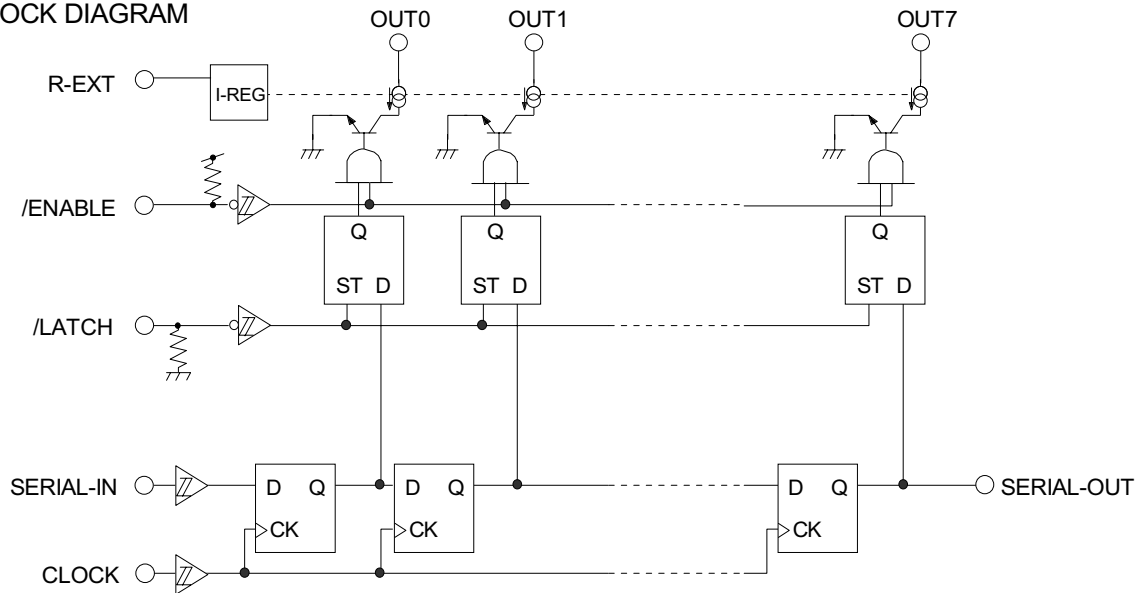 OCK DIAGRAM
OUT0 OUT1 OUT7
R-EXT
I-REG
/ENABLE
Q Q Q
ST D ST D ST D
/LATCH
SERIAL-IN
D Q D Q D Q
SERIAL-OUT
CK CK CK
CLOCK